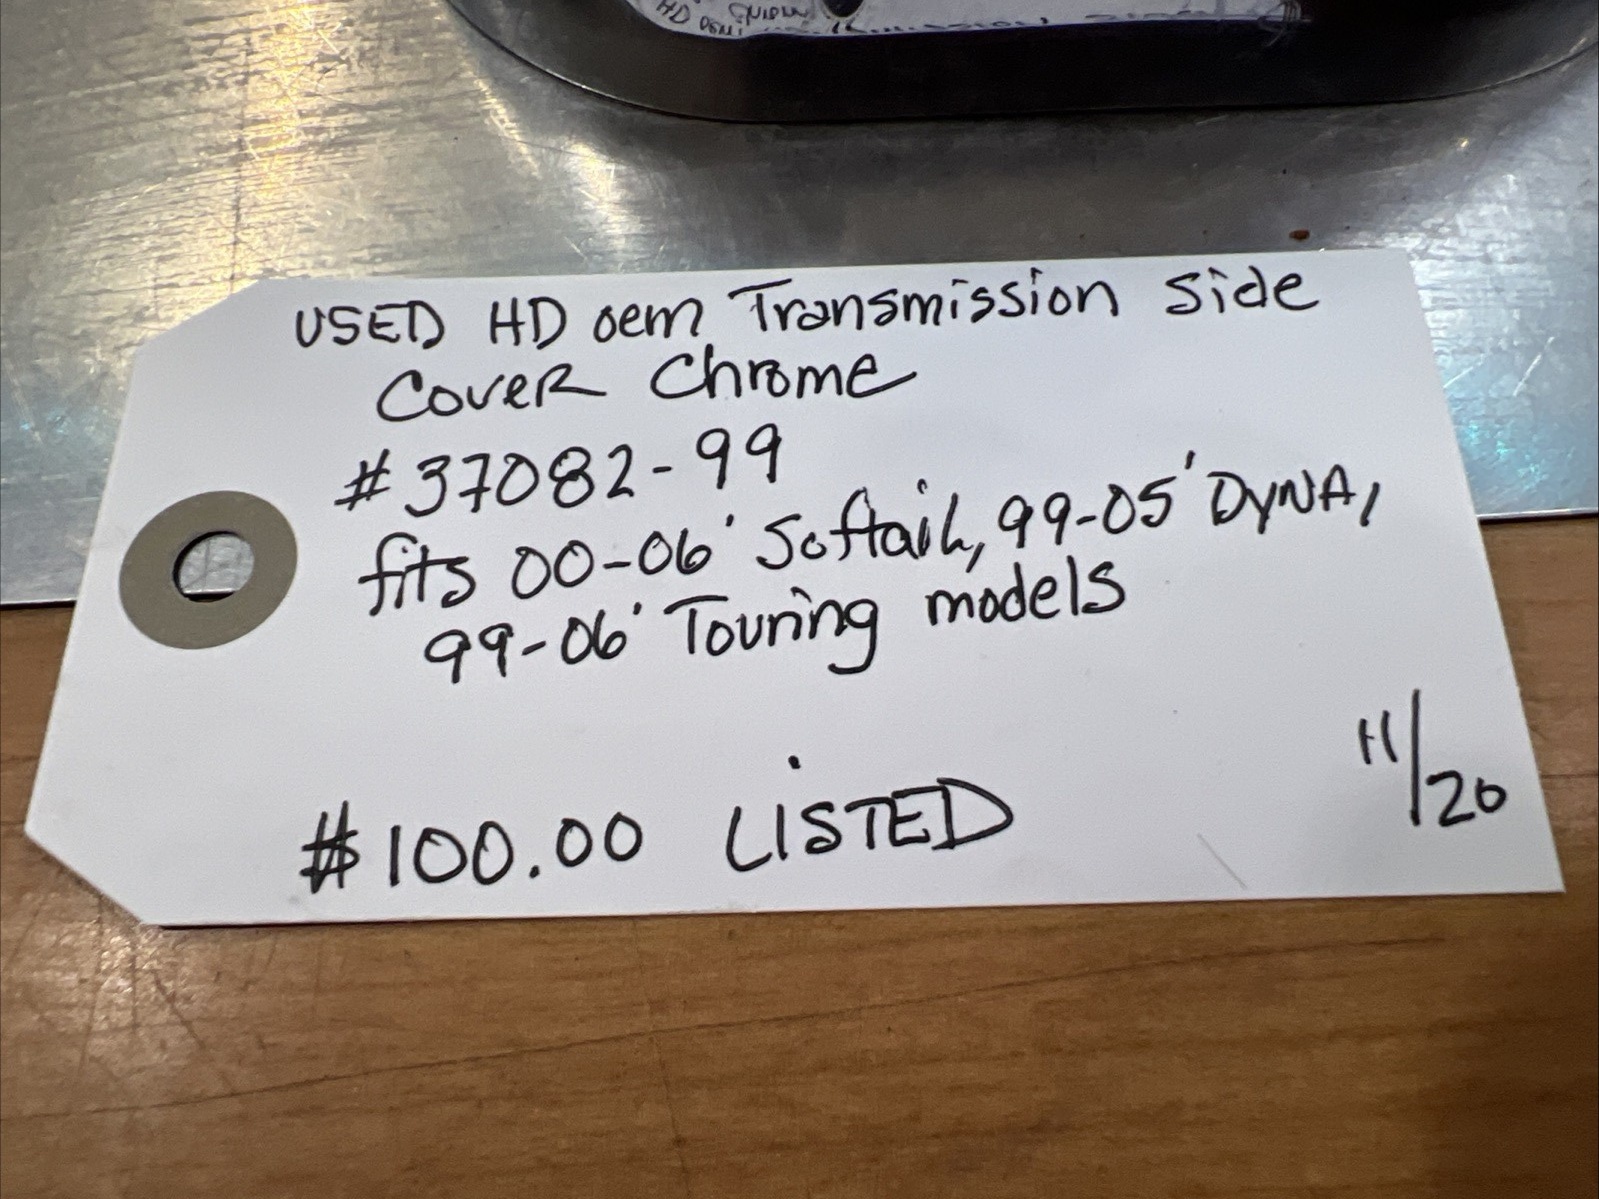 HD
USED HD oem Transmission Side
Cover Chrome
#37082-99
fits 00-06' Softail, 99-05' DYNA,
99-06' Touring models
$100.00 LISTED
11/20